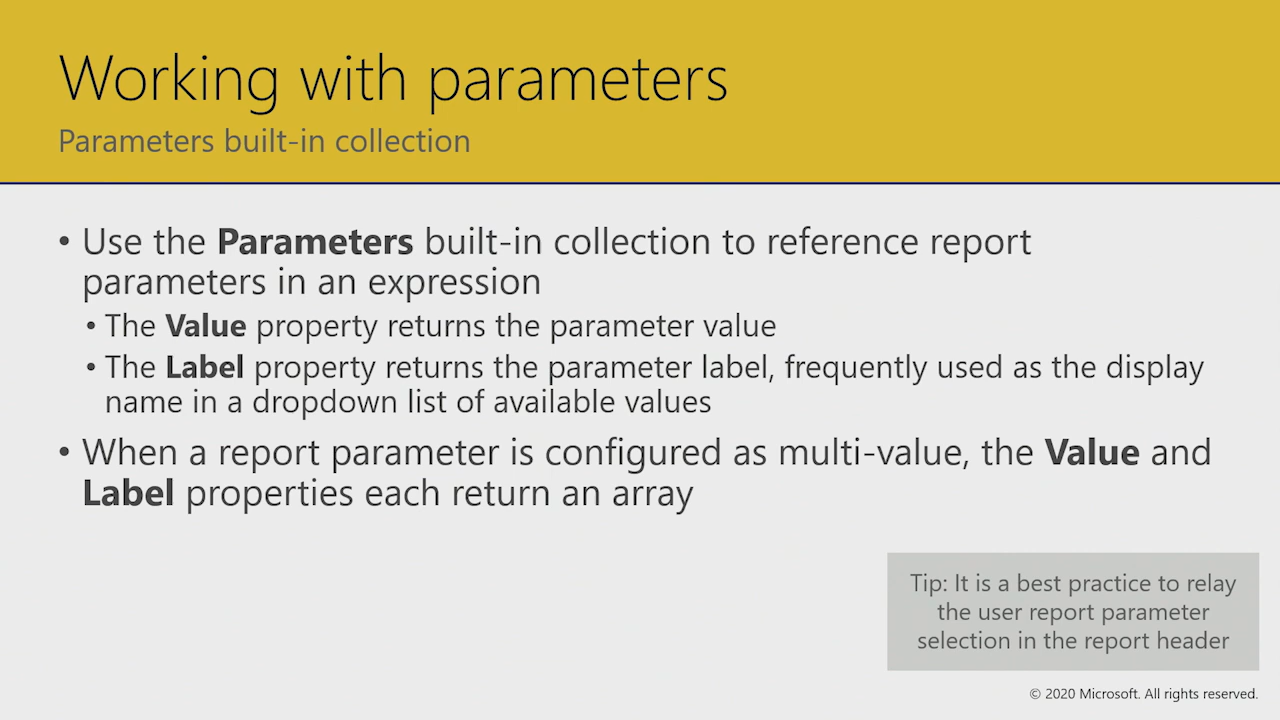 Working with parameters
Parameters built-in collection
• Use the Parameters built-in collection to reference report
parameters in an expression
• The Value property returns the parameter value
• The Label property returns the parameter label, frequently used as the display
name in a dropdown list of available values
• When a report parameter is configured as multi-value, the Value and
Label properties each return an array
Tip: It is a best practice to relay
the user report parameter
selection in the report header
© 2020 Microsoft. All rights reserved.